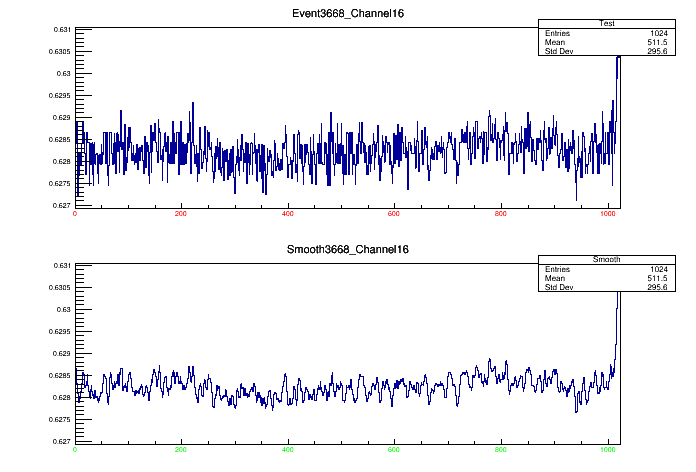 Event3668_Channel16
Test
Entries 1024
Mean 511.5
Std Dev 295.6
0.631
0.6305
0.63
0.6295
0.629
0.6285
0.628
0.6275
0.627
0 200 400 600 800 1000
Smooth3668_Channel16
Smooth
Entries 1024
Mean 511.5
Std Dev 295.6
0.631
0.6305
0.63
0.6295
0.629
0.6285
0.628
0.6275
0.627
0 200 400 600 800 1000